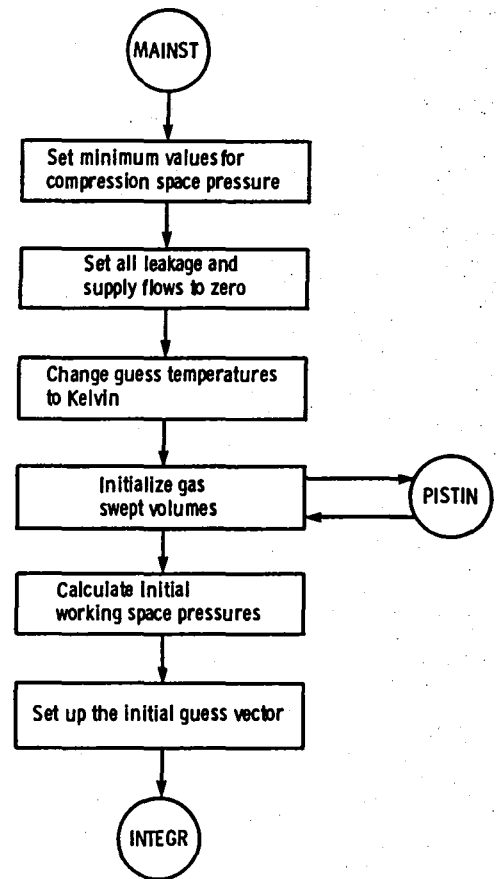 MAINST
Set minimum values for
compression space pressure
Set all leakage and
supply flows to zero
Change guess temperatures
to Kelvin
Initialize gas
swept volumes
PISTIN
Calculate initial
working space pressures
Set up the initial guess vector
INTEGR